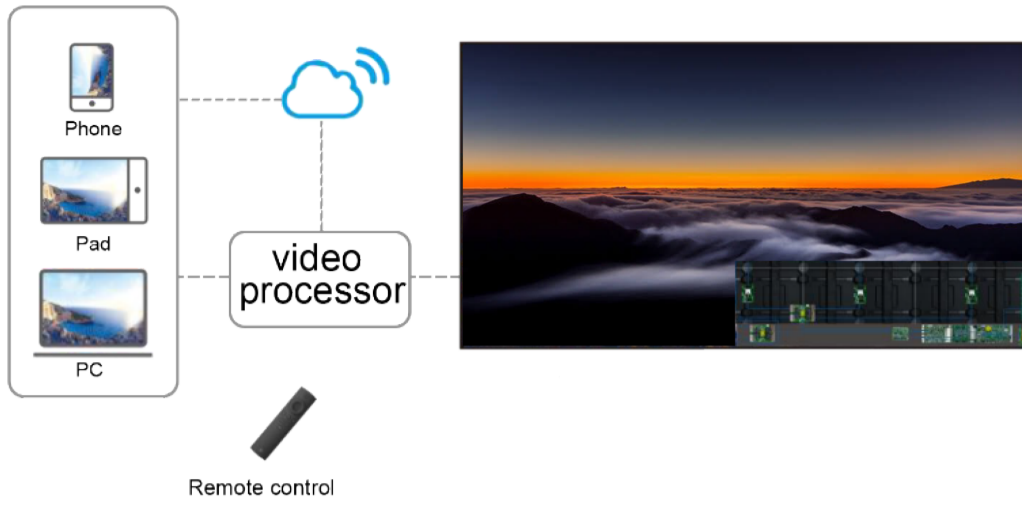 Phone
Pad
PC
video
processor
Remote control